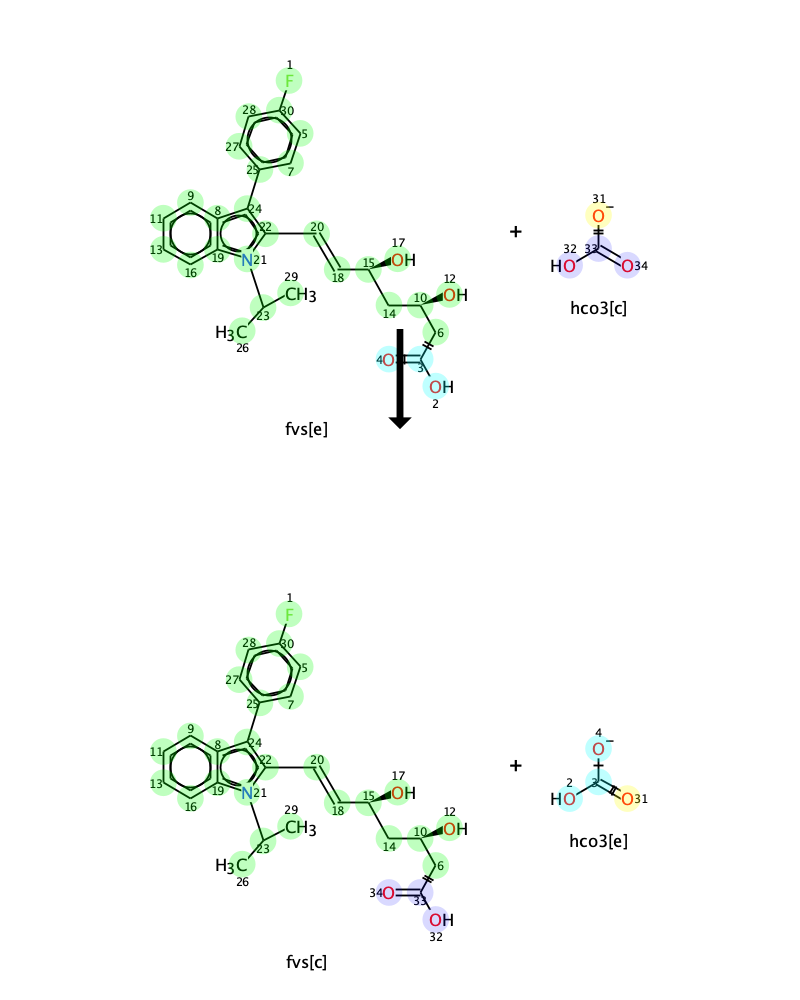 1
F
28
30
5
27
7
25
9
8
24
11
22
20
13
19
N
21
16
18
15
17
OH
29
CH3
23
H3C
26
14
10
12
OH
6
4
O
3
OH
2
fvs[e]
+
31
O−
32
33
HO
O
34
hco3[c]
1
F
28
30
5
27
7
25
9
8
24
11
22
20
13
19
N
21
16
18
15
17
OH
29
CH3
23
H3C
26
14
10
12
OH
6
34
O
33
OH
32
fvs[c]
+
4
O−
2
3
HO
O
31
hco3[e]